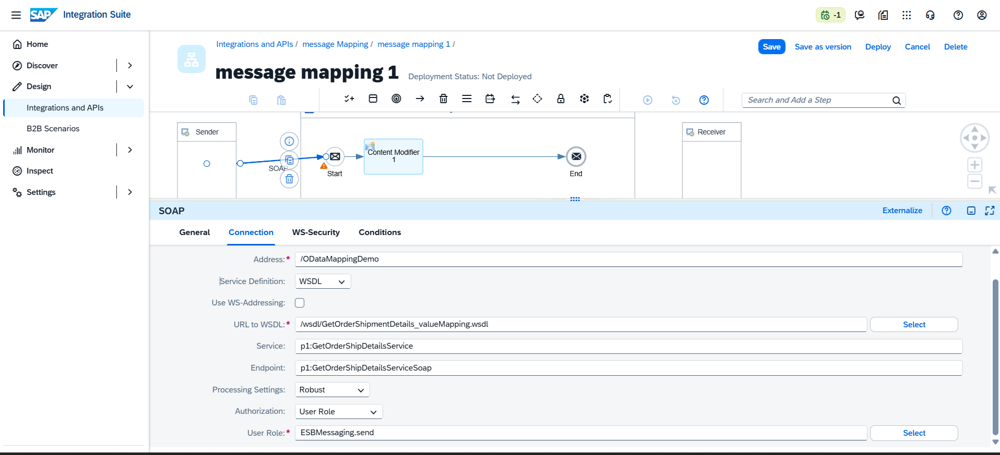 SAP Integration Suite
-1
Home
Discover
Design
Integrations and APIs
B2B Scenarios
Monitor
Inspect
Settings
Integrations and APIs / message Mapping / message mapping 1 /
Save Save as version Deploy Cancel Delete
message mapping 1 Deployment Status: Not Deployed
Search and Add a Step
Sender
SOAP
Start
Content Modifier
1
End
Receiver
SOAP
Externalize
General Connection WS-Security Conditions
Address:* /ODataMappingDemo
Service Definition: WSDL
Use WS-Addressing:
URL to WSDL:* /wsdl/GetOrderShipmentDetails_valueMapping.wsdl Select
Service: p1:GetOrderShipDetailsService
Endpoint: p1:GetOrderShipDetailsServiceSoap
Processing Settings: Robust
Authorization: User Role
User Role:* ESBMessaging.send Select